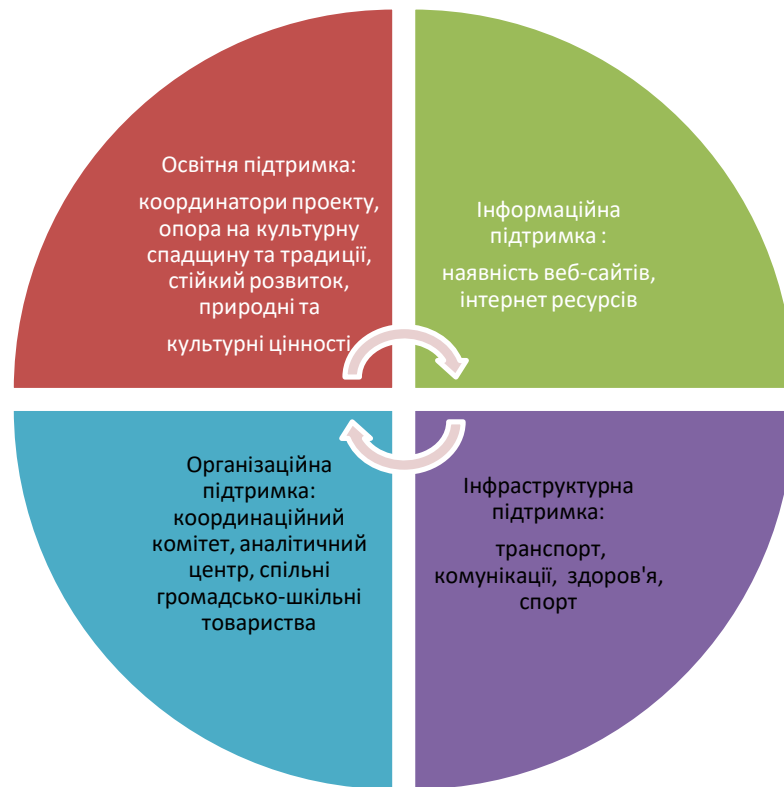 Освітня підтримка:
координатори проекту,
опора на культурну
спадщину та традиції,
стійкий розвиток,
природні та
культурні цінності
Інформаційна
підтримка :
наявність веб-сайтів,
інтернет ресурсів
Організаційна
підтримка:
координаційний
комітет, аналітичний
центр, спільні
громадсько-шкільні
товариства
Інфраструктурна
підтримка:
транспорт,
комунікації, здоров'я,
спорт